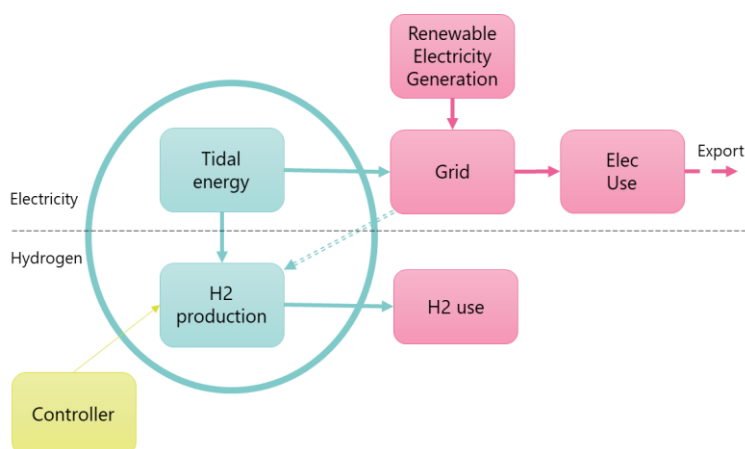 Renewable
Electricity
Generation
Tidal
energy
Grid
Elec
Use
Export
Electricity
Hydrogen
H2
production
H2 use
Controller